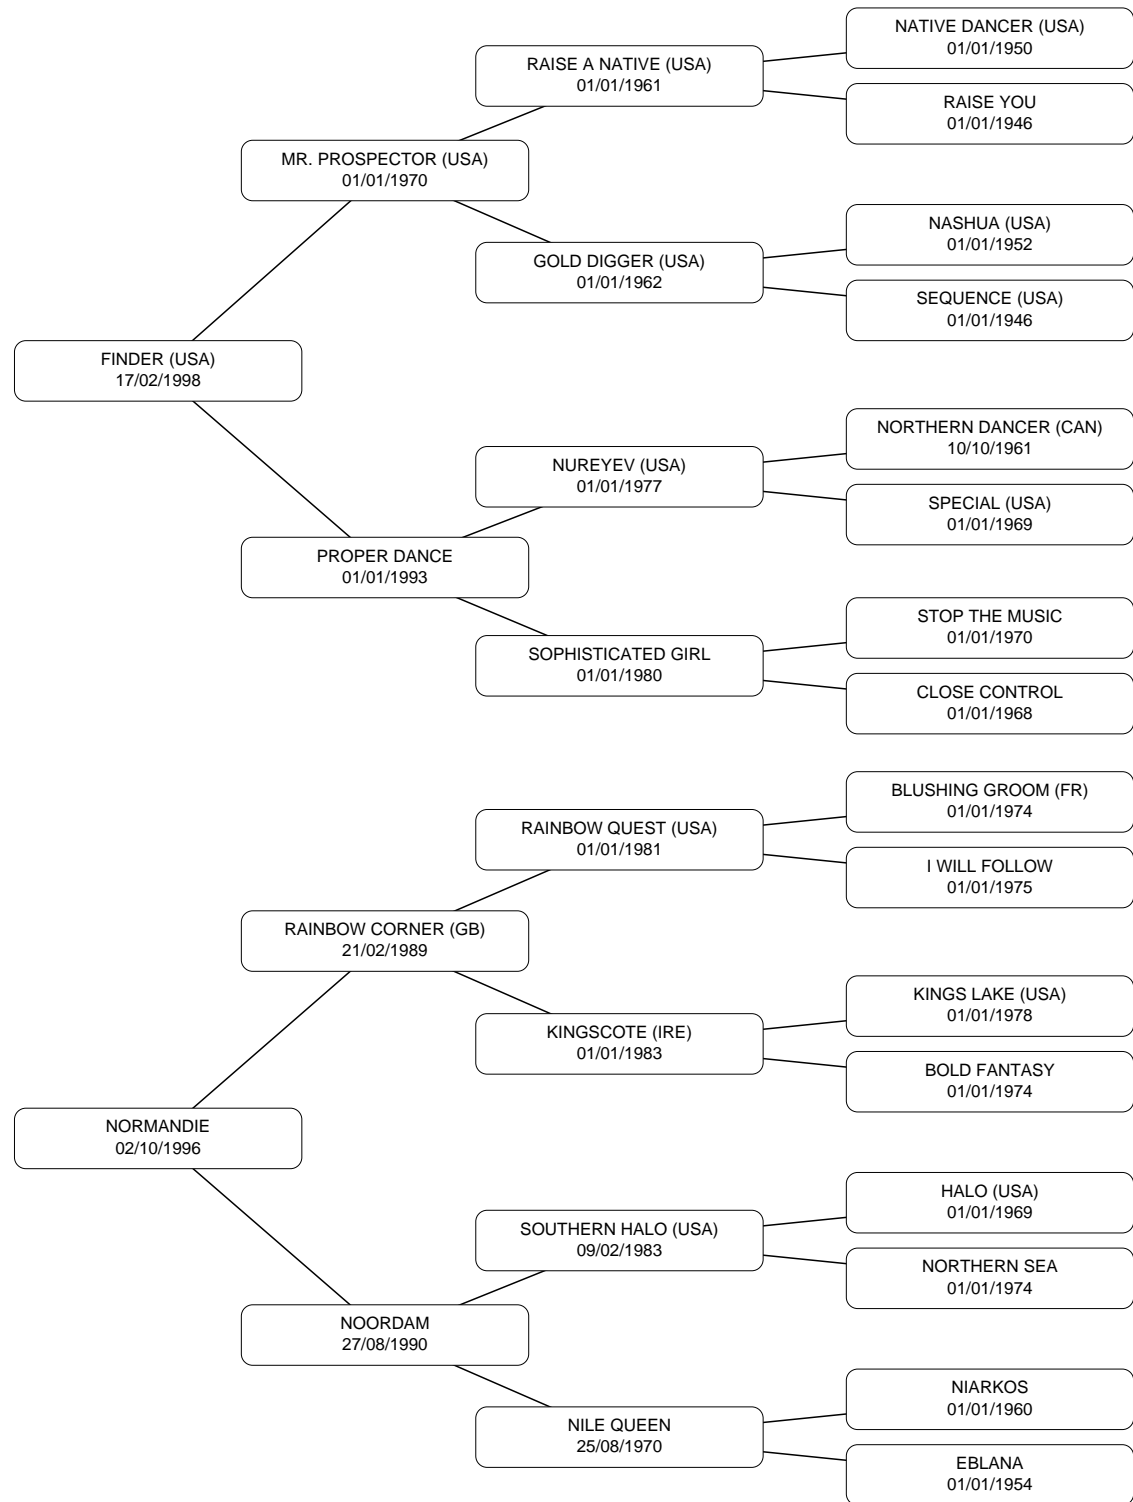 NATIVE DANCER (USA)
01/01/1950
RAISE A NATIVE (USA)
01/01/1961
RAISE YOU
01/01/1946
MR. PROSPECTOR (USA)
01/01/1970
NASHUA (USA)
01/01/1952
GOLD DIGGER (USA)
01/01/1962
SEQUENCE (USA)
01/01/1946
FINDER (USA)
17/02/1998
NORTHERN DANCER (CAN)
10/10/1961
NUREYEV (USA)
01/01/1977
SPECIAL (USA)
01/01/1969
PROPER DANCE
01/01/1993
STOP THE MUSIC
01/01/1970
SOPHISTICATED GIRL
01/01/1980
CLOSE CONTROL
01/01/1968
BLUSHING GROOM (FR)
01/01/1974
RAINBOW QUEST (USA)
01/01/1981
I WILL FOLLOW
01/01/1975
RAINBOW CORNER (GB)
21/02/1989
KINGS LAKE (USA)
01/01/1978
KINGSCOTE (IRE)
01/01/1983
BOLD FANTASY
01/01/1974
NORMANDIE
02/10/1996
HALO (USA)
01/01/1969
SOUTHERN HALO (USA)
09/02/1983
NORTHERN SEA
01/01/1974
NOORDAM
27/08/1990
NIARKOS
01/01/1960
NILE QUEEN
25/08/1970
EBLANA
01/01/1954